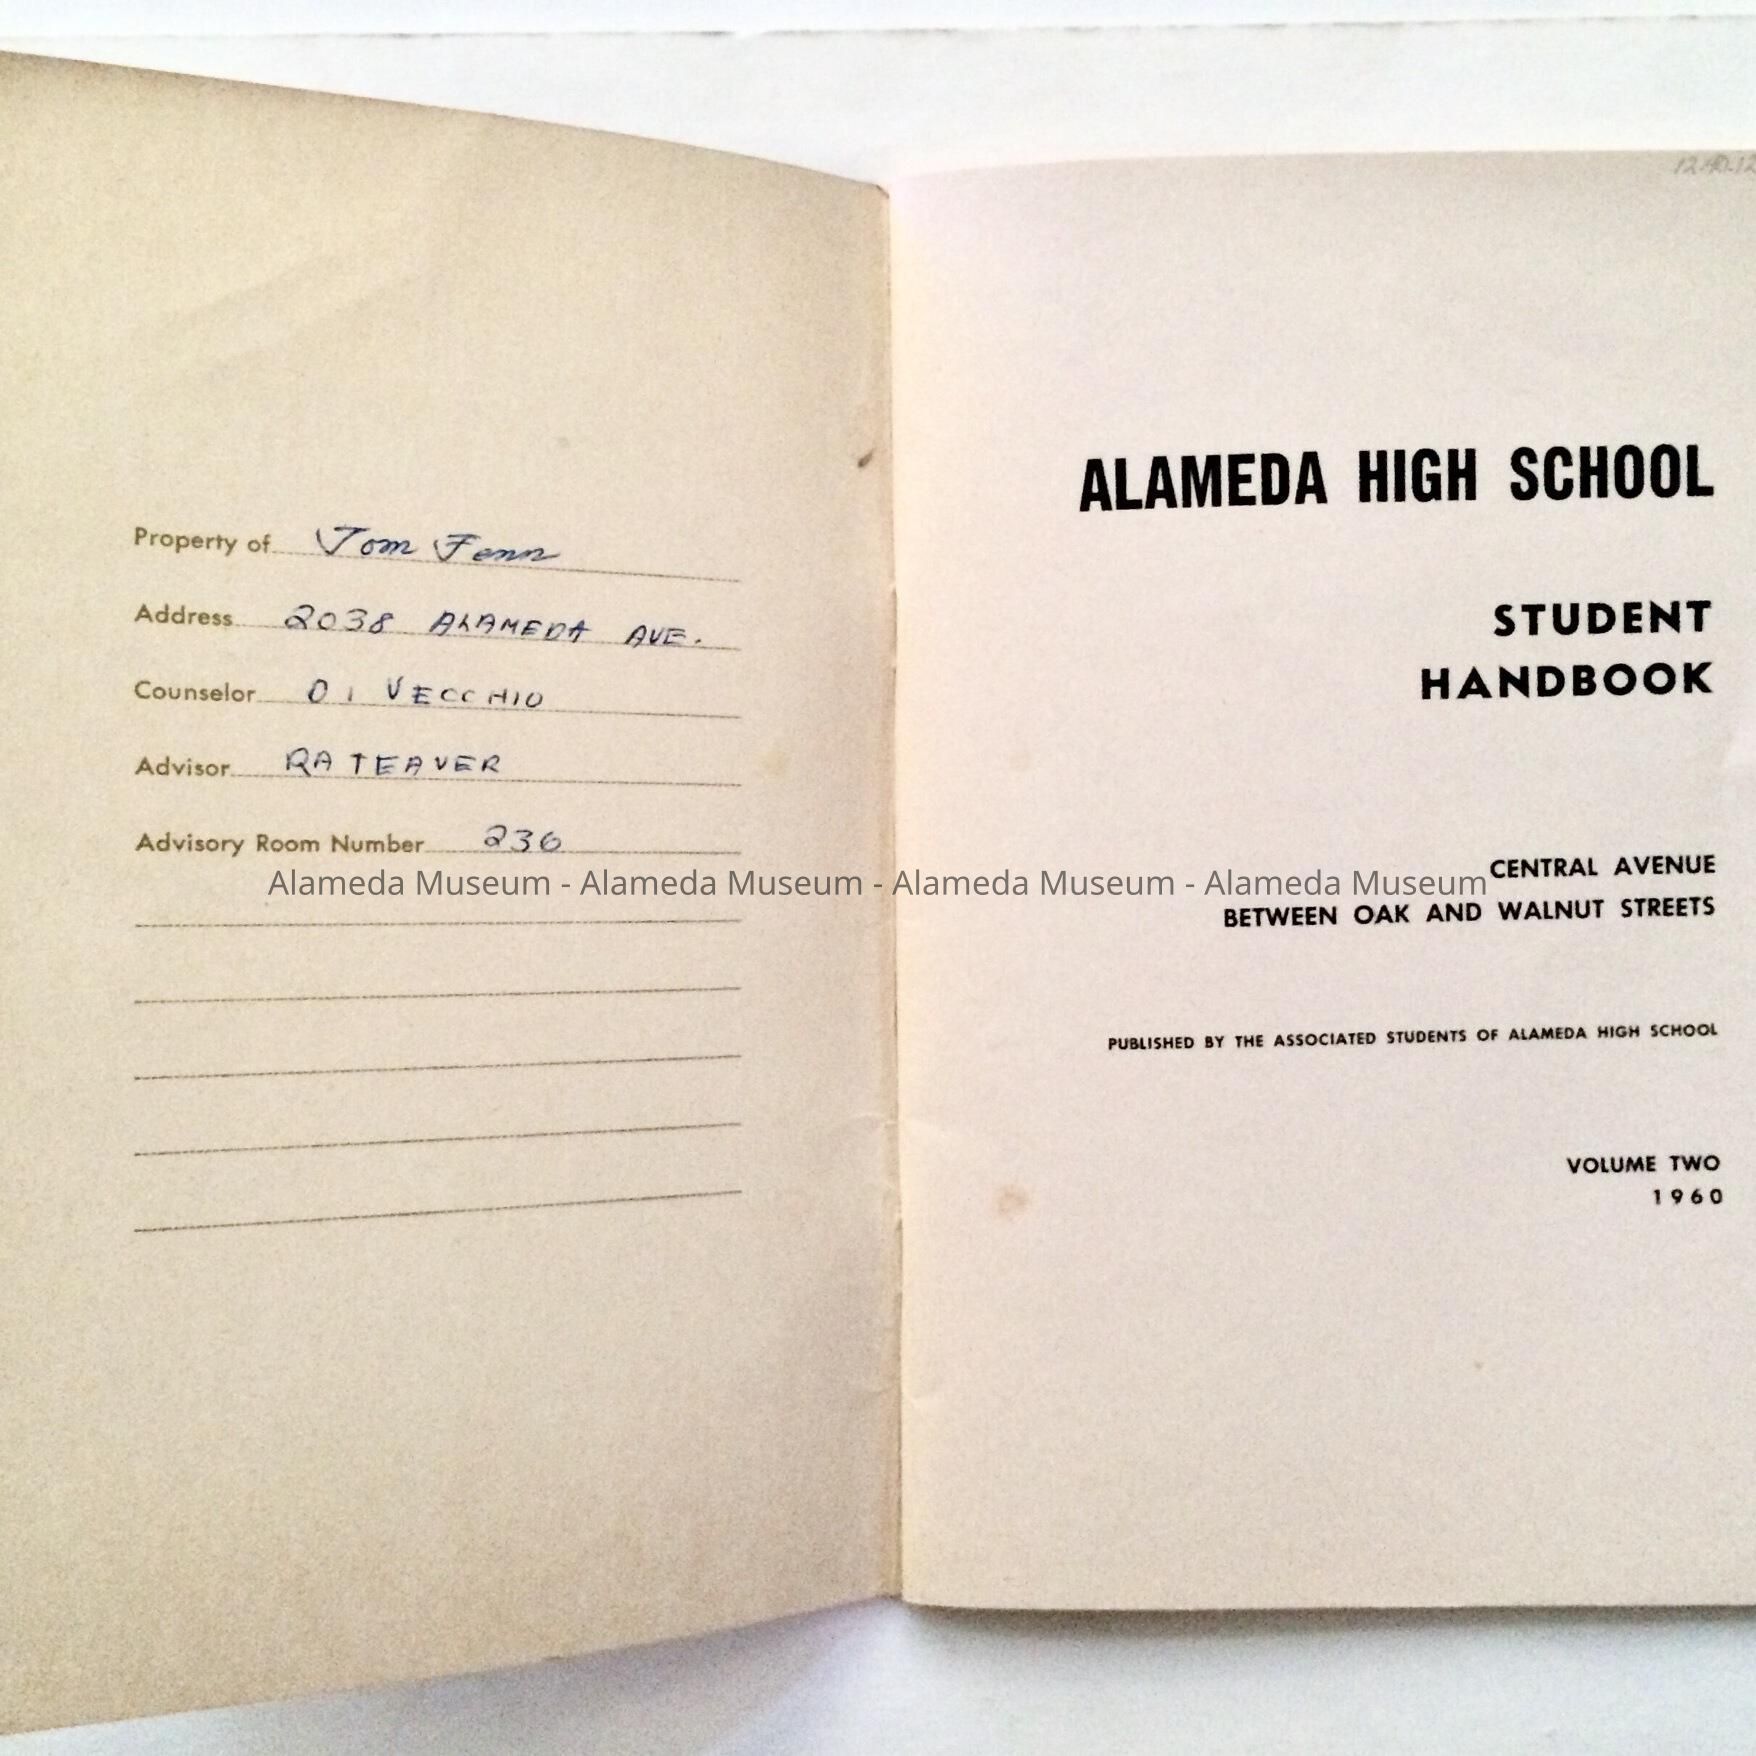 Property of Tom Fenn
Address 2038 ALAMEDA AVE.
Counselor DI VECCHIO
Advisor RATEAVER
Advisory Room Number 236
Alameda Museum - Alameda Museum - Alameda Museum - Alameda Museum
ALAMEDA HIGH SCHOOL
STUDENT
HANDBOOK
CENTRAL AVENUE
BETWEEN OAK AND WALNUT STREETS
PUBLISHED BY THE ASSOCIATED STUDENTS OF ALAMEDA HIGH SCHOOL
VOLUME TWO
1960